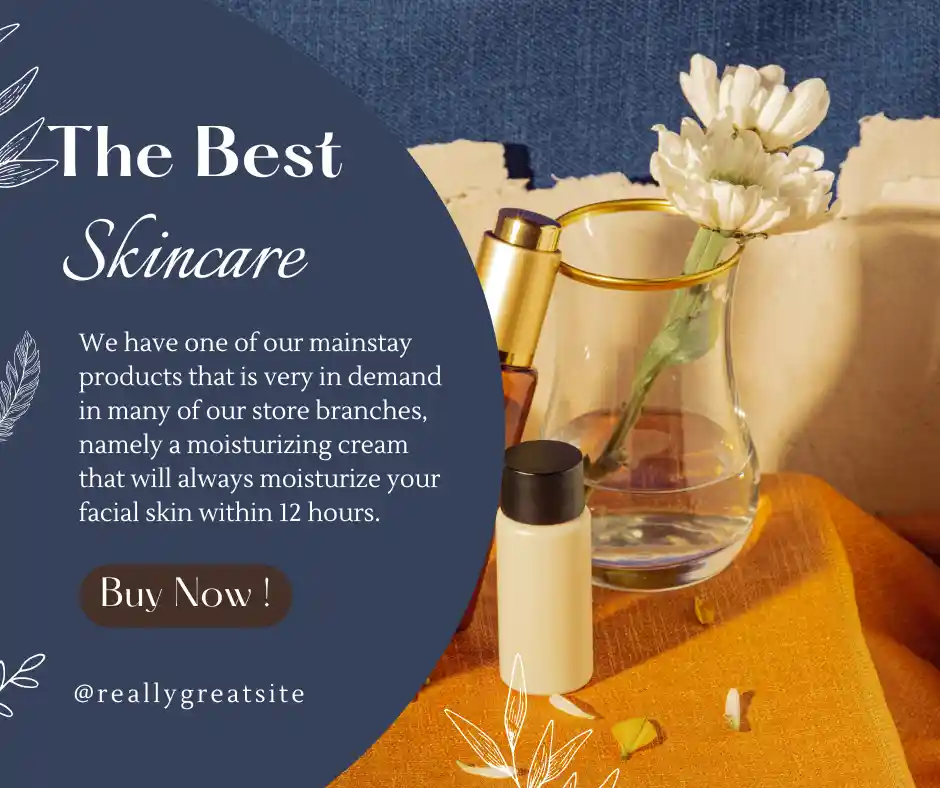 The Best
Skincare
We have one of our mainstay
products that is very in demand
in many of our store branches,
namely a moisturizing cream
that will always moisturize your
facial skin within 12 hours.
Buy Now !
@reallygreatsite